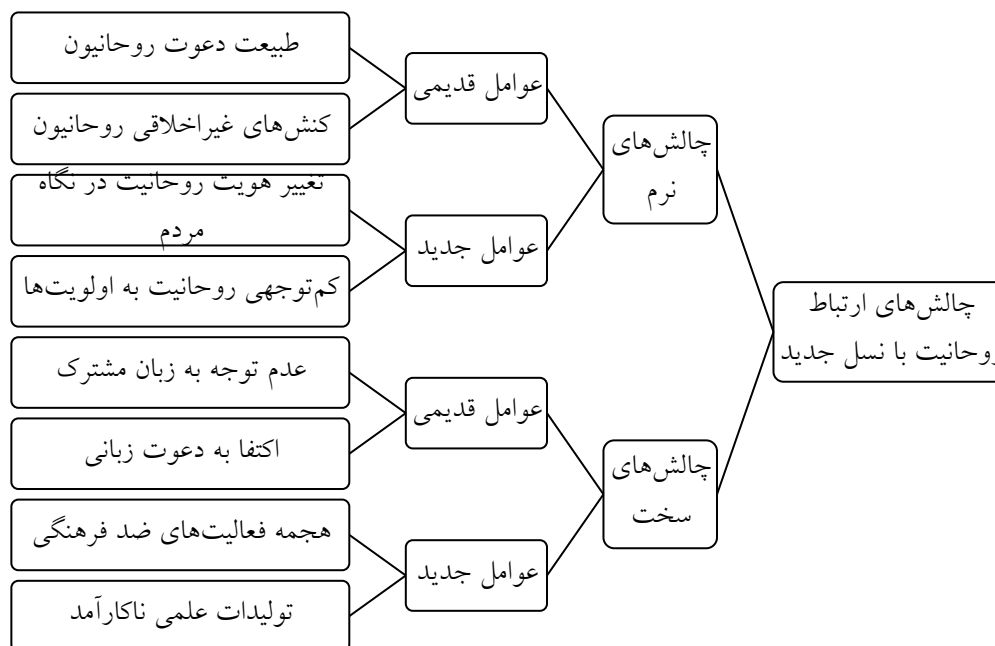 چالش‌های ارتباط
روحانیت با نسل جدید
چالش‌های
نرم
عوامل قدیمی
طبیعت دعوت روحانیون
کنش‌های غیراخلاقی روحانیون
عوامل جدید
تغییر هویت روحانیت در نگاه
مردم
کم‌توجهی روحانیت به اولویت‌ها
چالش‌های
سخت
عوامل قدیمی
عدم توجه به زبان مشترک
اکتفا به دعوت زبانی
عوامل جدید
هجمه فعالیت‌های ضد فرهنگی
تولیدات علمی ناکارآمد